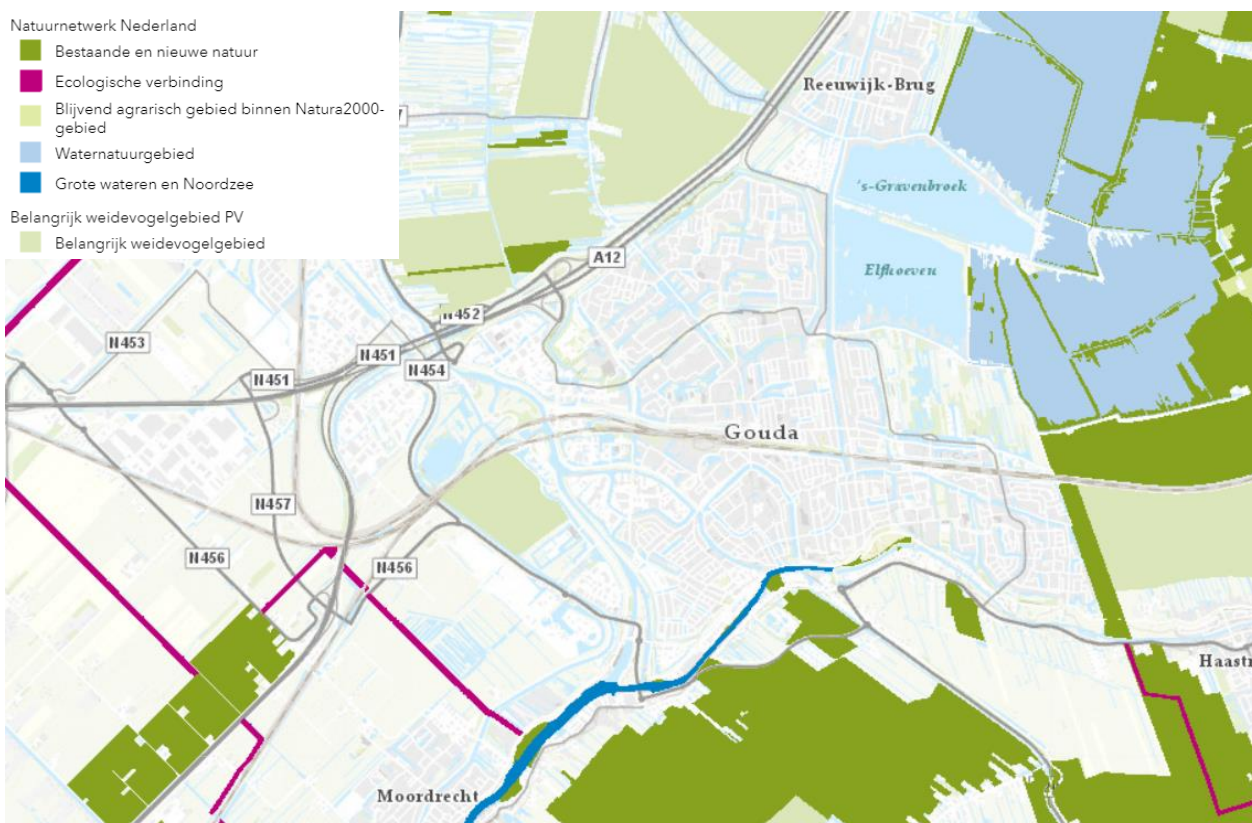 Natuurnetwerk Nederland
Bestaande en nieuwe natuur
Ecologische verbinding
Blijvend agrarisch gebied binnen Natura2000-
gebied
Waternatuurgebied
Grote wateren en Noordzee
Belangrijk weidevogelgebied PV
Belangrijk weidevogelgebied
Reeuwijk-Brug
's-Gravenbroek
A12
Elfhoeven
N452
N453
N451
N454
N451
Gouda
N457
N456
N456
Haastr
Moordrecht